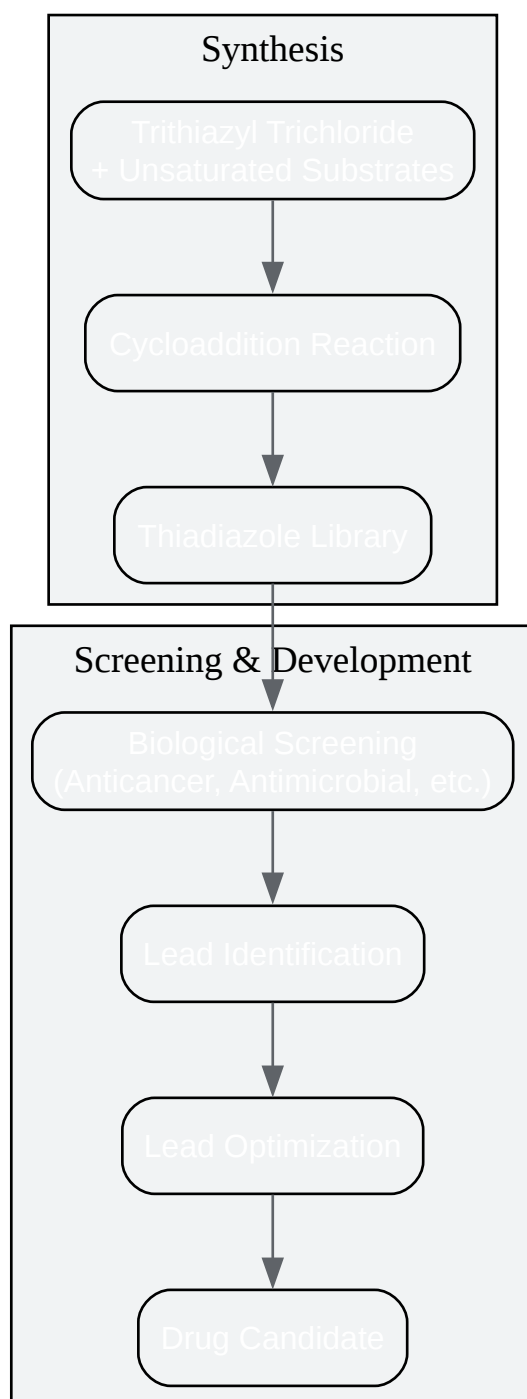 Synthesis
Trithiazyl Trichloride
+ Unsaturated Substrates
Cycloaddition Reaction
Thiadiazole Library
Screening & Development
Biological Screening
(Anticancer, Antimicrobial, etc.)
Lead Identification
Lead Optimization
Drug Candidate